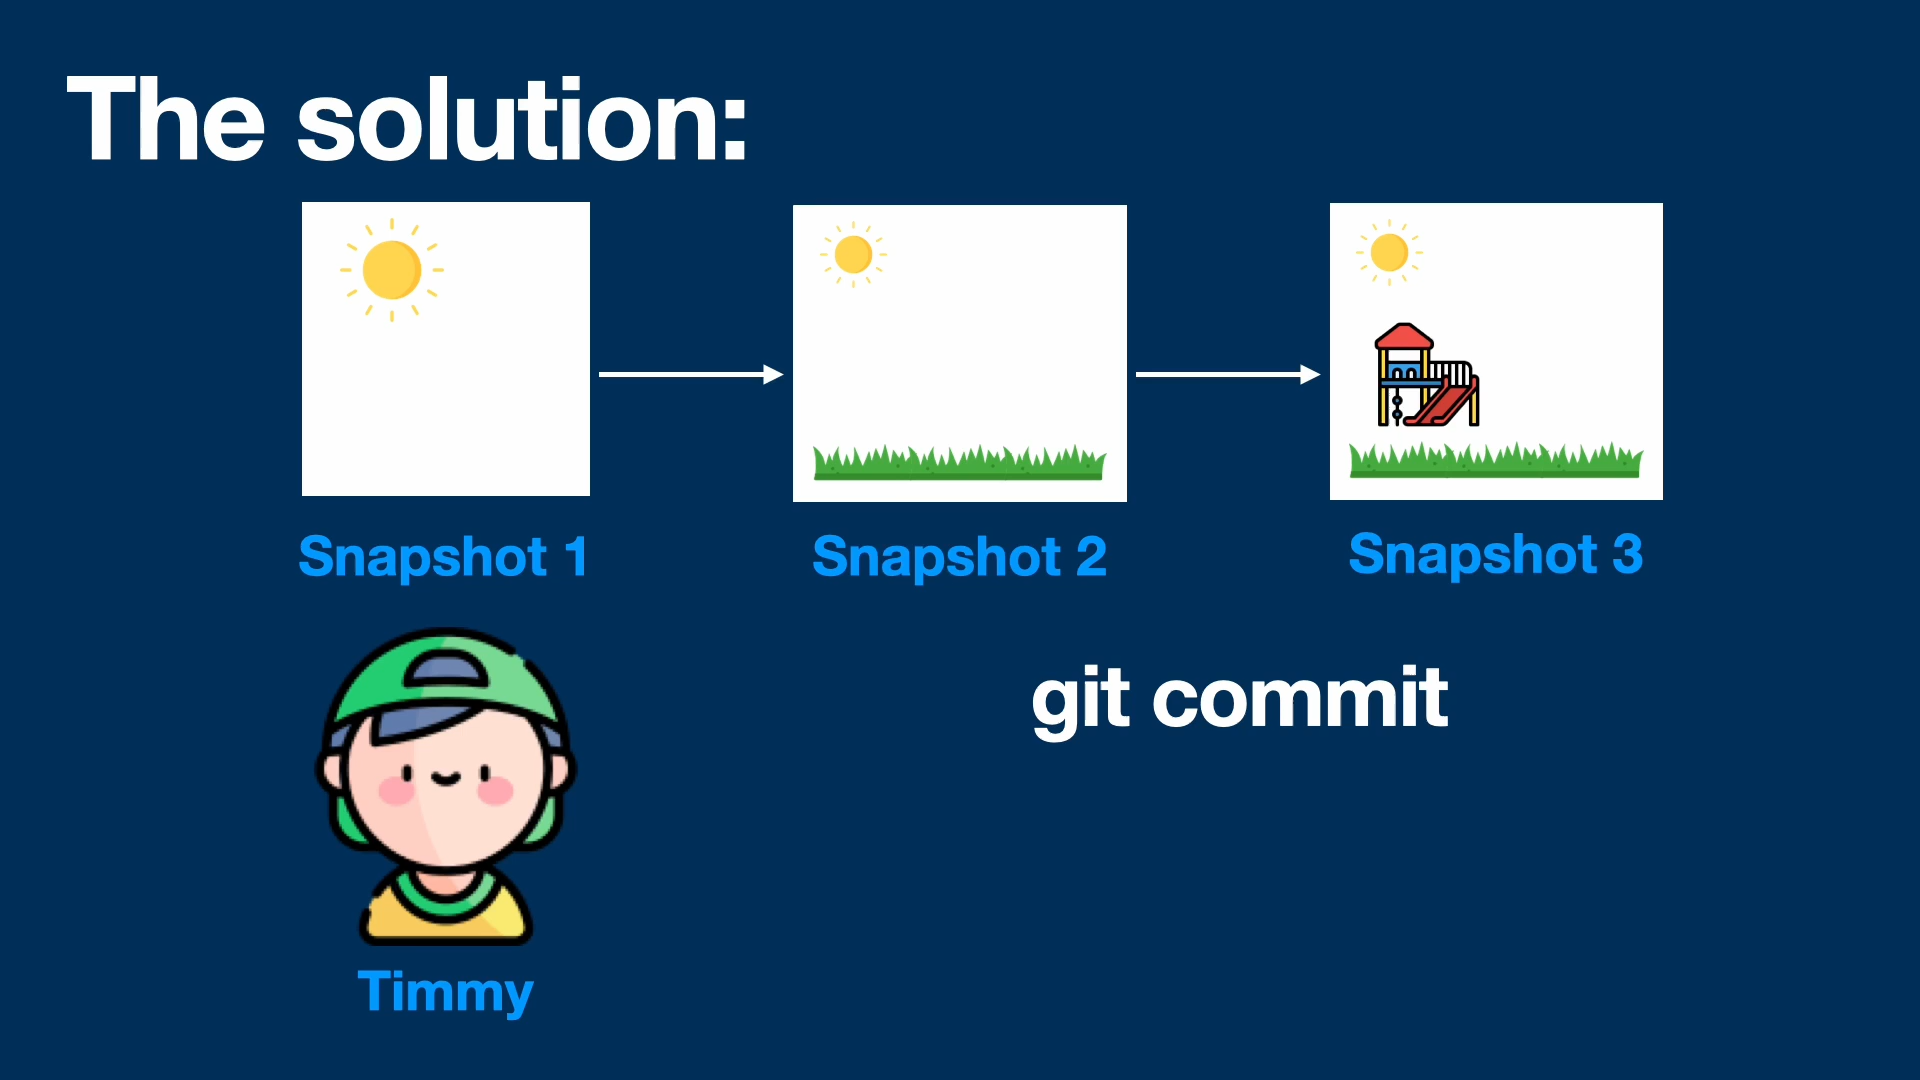 The solution:
Snapshot 1
Snapshot 2
Snapshot 3
git commit
Timmy